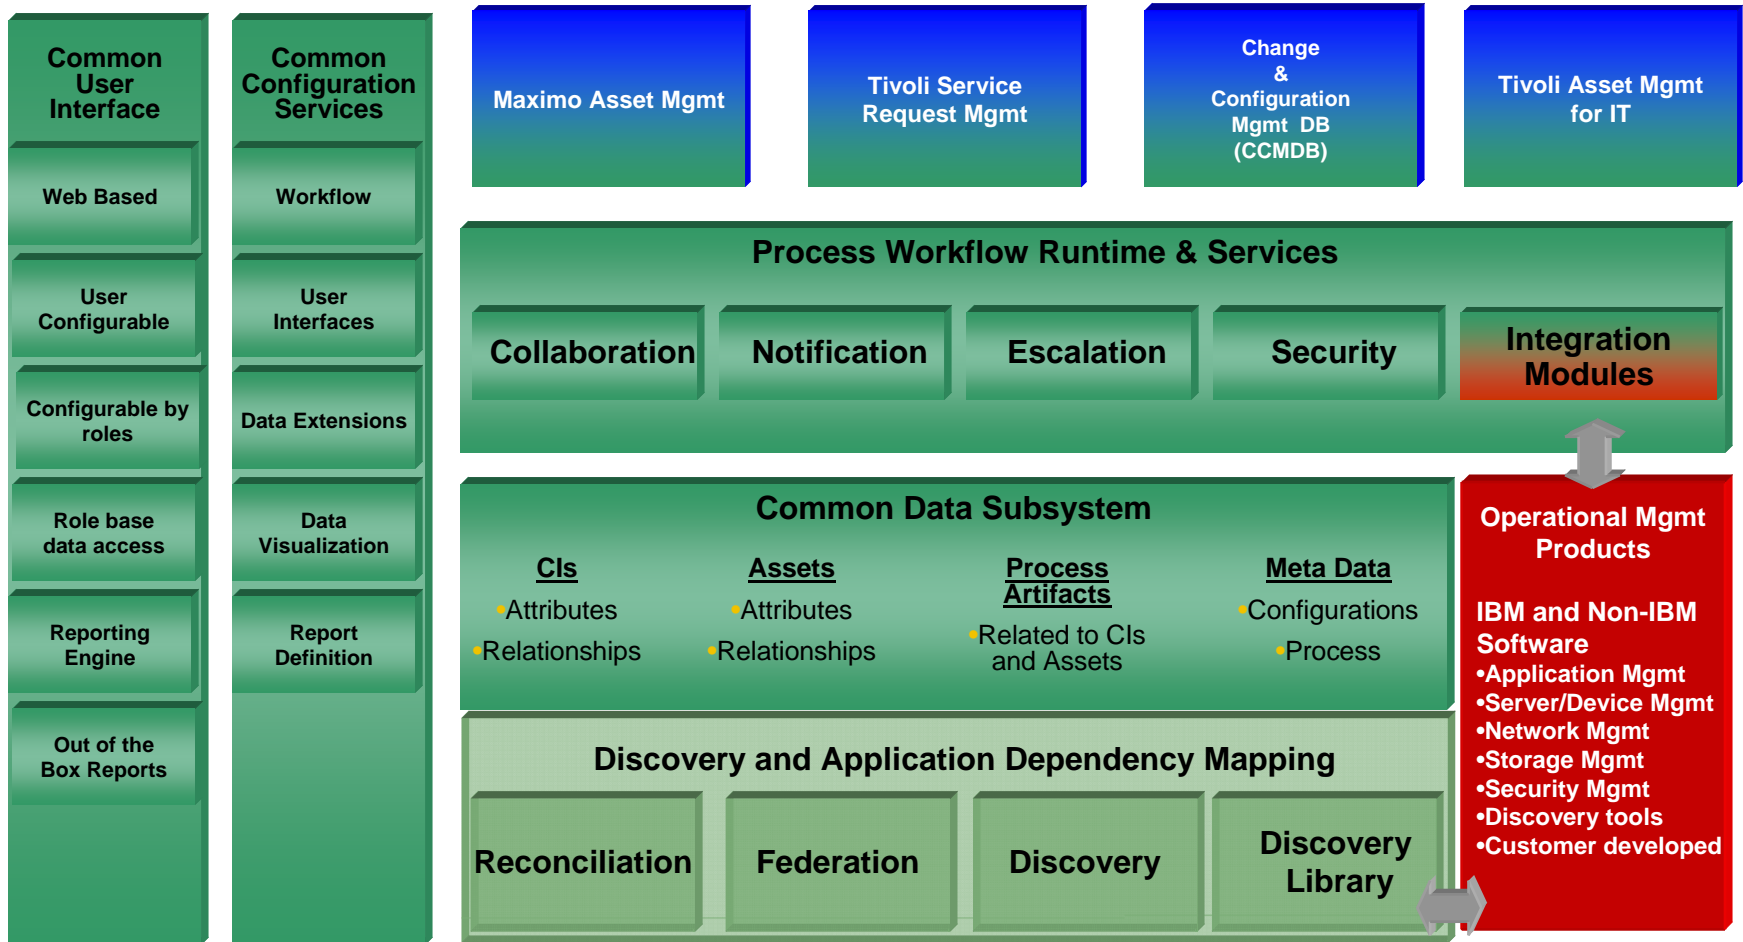 Common
User
Interface
Web Based
User
Configurable
Configurable by
roles
Role base
data access
Reporting
Engine
Out of the
Box Reports
Common
Configuration
Services
Workflow
User
Interfaces
Data Extensions
Data
Visualization
Report
Definition
Maximo Asset Mgmt
Tivoli Service
Request Mgmt
Change
&
Configuration
Mgmt DB
(CCMDB)
Tivoli Asset Mgmt
for IT
Process Workflow Runtime & Services
Collaboration
Notification
Escalation
Security
Integration
Modules
Common Data Subsystem
CIs
•Attributes
•Relationships
Assets
•Attributes
•Relationships
Process
Artifacts
•Related to CIs
and Assets
Meta Data
•Configurations
•Process
Discovery and Application Dependency Mapping
Reconciliation
Federation
Discovery
Discovery
Library
Operational Mgmt
Products
IBM and Non-IBM
Software
•Application Mgmt
•Server/Device Mgmt
•Network Mgmt
•Storage Mgmt
•Security Mgmt
•Discovery tools
•Customer developed